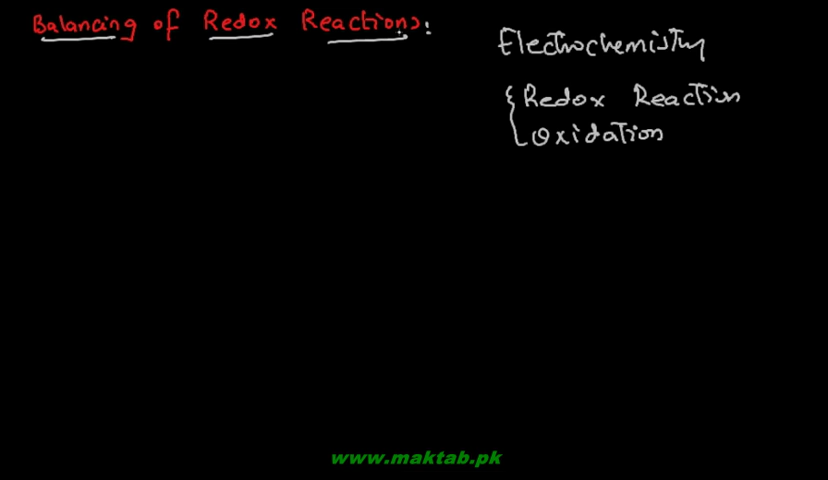 Balancing of Redox Reactions:
Electrochemistry
Redox Reaction
Oxidation
www.maktab.pk